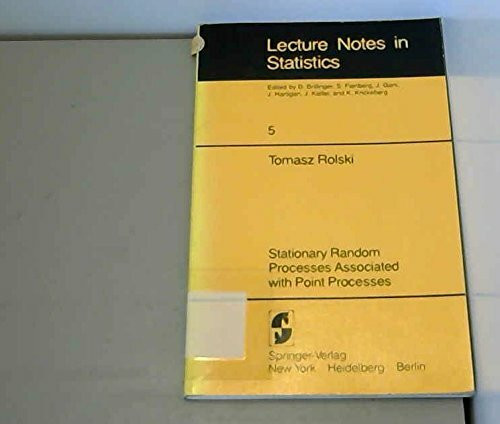 Lecture Notes in
Statistics
Edited by D. Brillinger, S. Fienberg, J. Gani,
J. Hartigan, J. Kiefer, and K. Krickeberg
5
Tomasz Rolski
Stationary Random
Processes Associated
with Point Processes
Springer-Verlag
New York Heidelberg Berlin